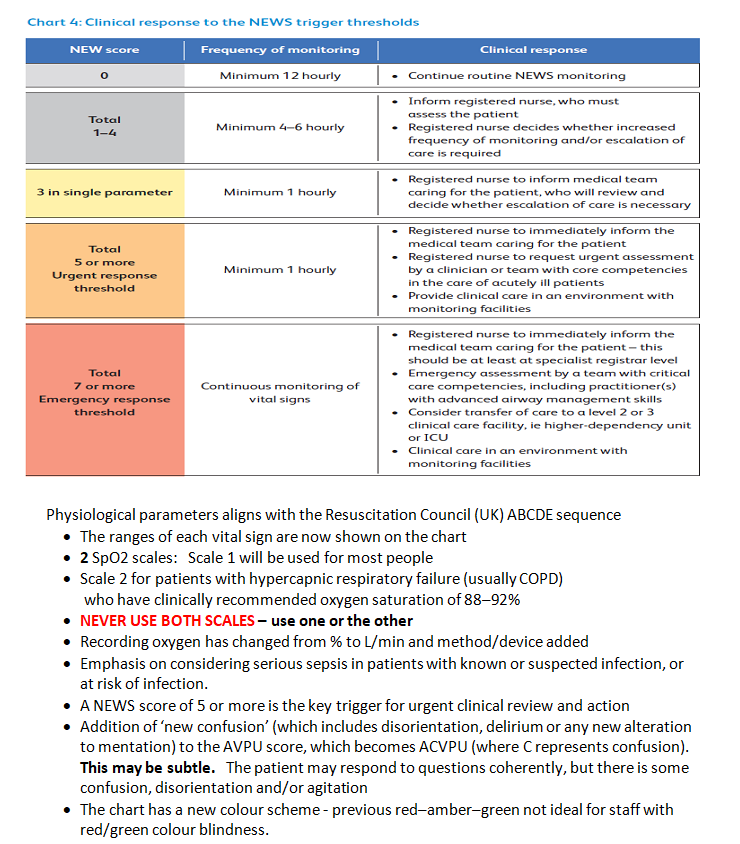 Chart 4: Clinical response to the NEWS trigger thresholds
NEW score
Frequency of monitoring
Clinical response
0
Minimum 12 hourly
• Continue routine NEWS monitoring
Total
1–4
Minimum 4–6 hourly
• Inform registered nurse, who must
assess the patient
• Registered nurse decides whether increased
frequency of monitoring and/or escalation of
care is required
3 in single parameter
Minimum 1 hourly
• Registered nurse to inform medical team
caring for the patient, who will review and
decide whether escalation of care is necessary
Total
5 or more
Urgent response
threshold
Minimum 1 hourly
• Registered nurse to immediately inform the
medical team caring for the patient
• Registered nurse to request urgent assessment
by a clinician or team with core competencies
in the care of acutely ill patients
• Provide clinical care in an environment with
monitoring facilities
Total
7 or more
Emergency response
threshold
Continuous monitoring of
vital signs
• Registered nurse to immediately inform the
medical team caring for the patient – this
should be at least at specialist registrar level
• Emergency assessment by a team with critical
care competencies, including practitioner(s)
with advanced airway management skills
• Consider transfer of care to a level 2 or 3
clinical care facility, ie higher-dependency unit
or ICU
• Clinical care in an environment with
monitoring facilities
Physiological parameters aligns with the Resuscitation Council (UK) ABCDE sequence
• The ranges of each vital sign are now shown on the chart
• 2 SpO2 scales: Scale 1 will be used for most people
• Scale 2 for patients with hypercapnic respiratory failure (usually COPD)
who have clinically recommended oxygen saturation of 88–92%
• NEVER USE BOTH SCALES – use one or the other
• Recording oxygen has changed from % to L/min and method/device added
• Emphasis on considering serious sepsis in patients with known or suspected infection, or
at risk of infection.
• A NEWS score of 5 or more is the key trigger for urgent clinical review and action
• Addition of ‘new confusion’ (which includes disorientation, delirium or any new alteration
to mentation) to the AVPU score, which becomes ACVPU (where C represents confusion).
This may be subtle. The patient may respond to questions coherently, but there is some
confusion, disorientation and/or agitation
• The chart has a new colour scheme - previous red–amber–green not ideal for staff with
red/green colour blindness.